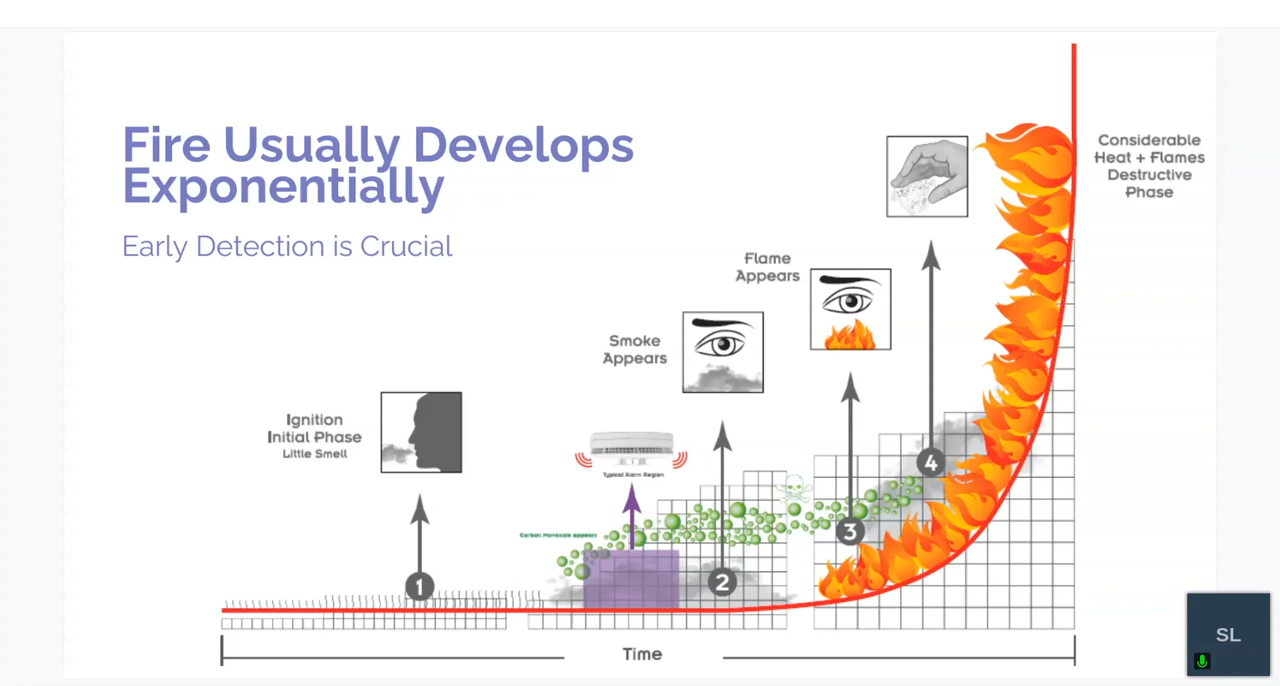 Fire Usually Develops
Exponentially
Early Detection is Crucial
Considerable
Heat + Flames
Destructive
Phase
Flame
Appears
Smoke
Appears
Ignition
Initial Phase
Little Smell
Typical Alarm Region
Carbon Monoxide appears
1
2
3
4
Time
SL